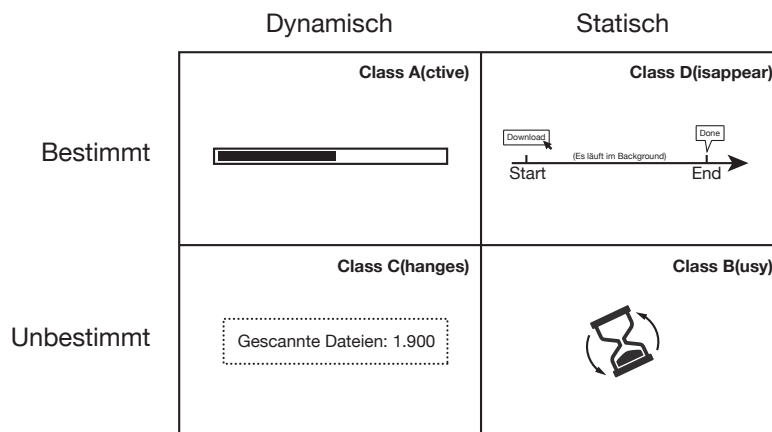 Dynamisch
Statisch
Bestimmt
Class A(ctive)
Class D(isappear)
Download
(Es läuft im Background)
Done
Start
End
Unbestimmt
Class C(hanges)
Gescannte Dateien: 1.900
Class B(usy)